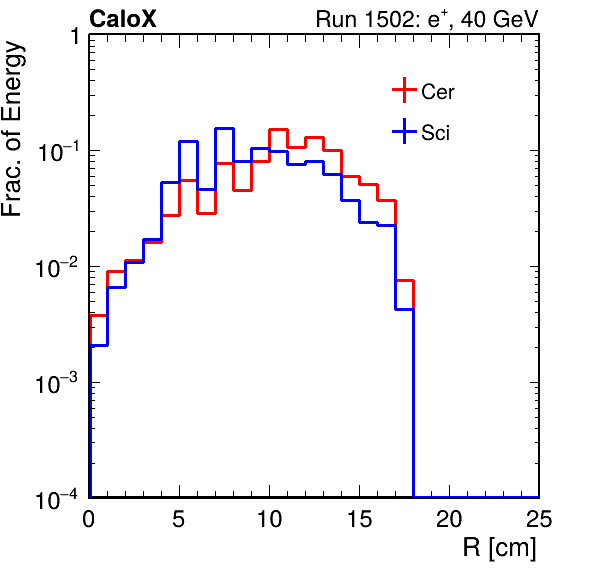 CaloX Run 1502: e⁺, 40 GeV
Frac. of Energy
1
10⁻¹
10⁻²
10⁻³
10⁻⁴
Cer
Sci
0 5 10 15 20 25
R [cm]